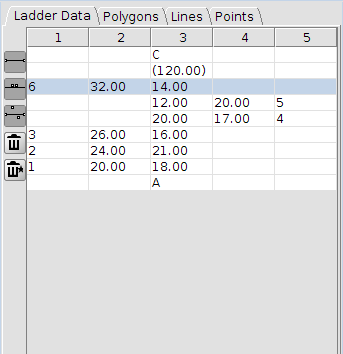 Ladder Data Polygons Lines Points
1 2 3 4 5
C
(120.00)
6 32.00 14.00
12.00 20.00 5
20.00 17.00 4
3 26.00 16.00
2 24.00 21.00
1 20.00 18.00
A